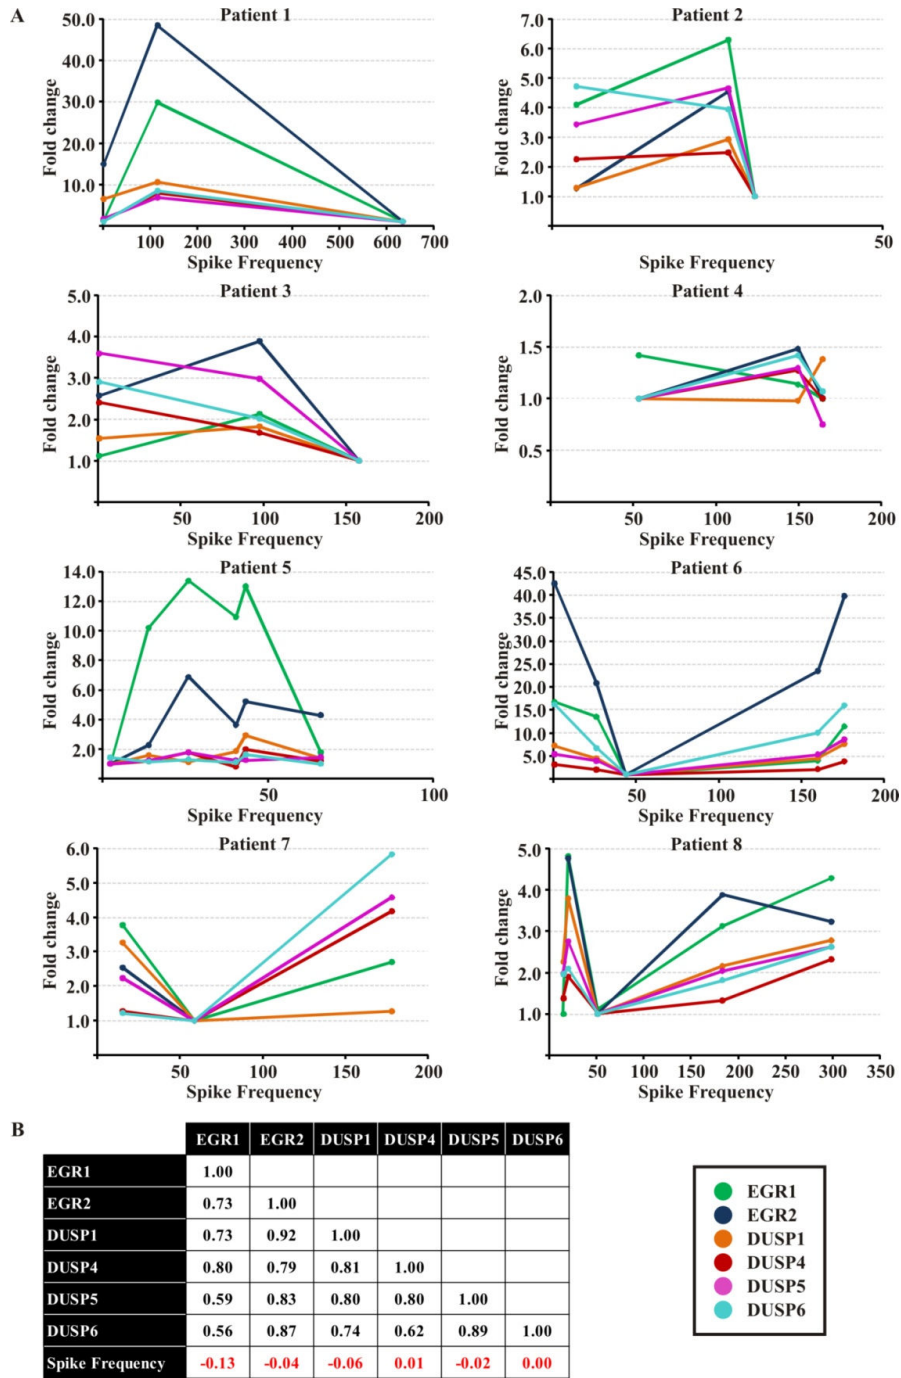 A
Patient 1
Fold change
50.0
40.0
30.0
20.0
10.0
100 200 300 400 500 600 700
Spike Frequency
Patient 2
Fold change
7.0
6.0
5.0
4.0
3.0
2.0
1.0
50
Spike Frequency
Patient 3
Fold change
5.0
4.0
3.0
2.0
1.0
50 100 150 200
Spike Frequency
Patient 4
Fold change
2.0
1.5
1.0
0.5
50 100 150 200
Spike Frequency
Patient 5
Fold change
14.0
12.0
10.0
8.0
6.0
4.0
2.0
50 100
Spike Frequency
Patient 6
Fold change
45.0
40.0
35.0
30.0
25.0
20.0
15.0
10.0
5.0
50 100 150 200
Spike Frequency
Patient 7
Fold change
6.0
5.0
4.0
3.0
2.0
1.0
50 100 150 200
Spike Frequency
Patient 8
Fold change
5.0
4.0
3.0
2.0
1.0
50 100 150 200 250 300 350
Spike Frequency
B
EGR1 EGR2 DUSP1 DUSP4 DUSP5 DUSP6
EGR1 1.00
EGR2 0.73 1.00
DUSP1 0.73 0.92 1.00
DUSP4 0.80 0.79 0.81 1.00
DUSP5 0.59 0.83 0.80 0.80 1.00
DUSP6 0.56 0.87 0.74 0.62 0.89 1.00
Spike Frequency -0.13 -0.04 -0.06 0.01 -0.02 0.00
EGR1
EGR2
DUSP1
DUSP4
DUSP5
DUSP6